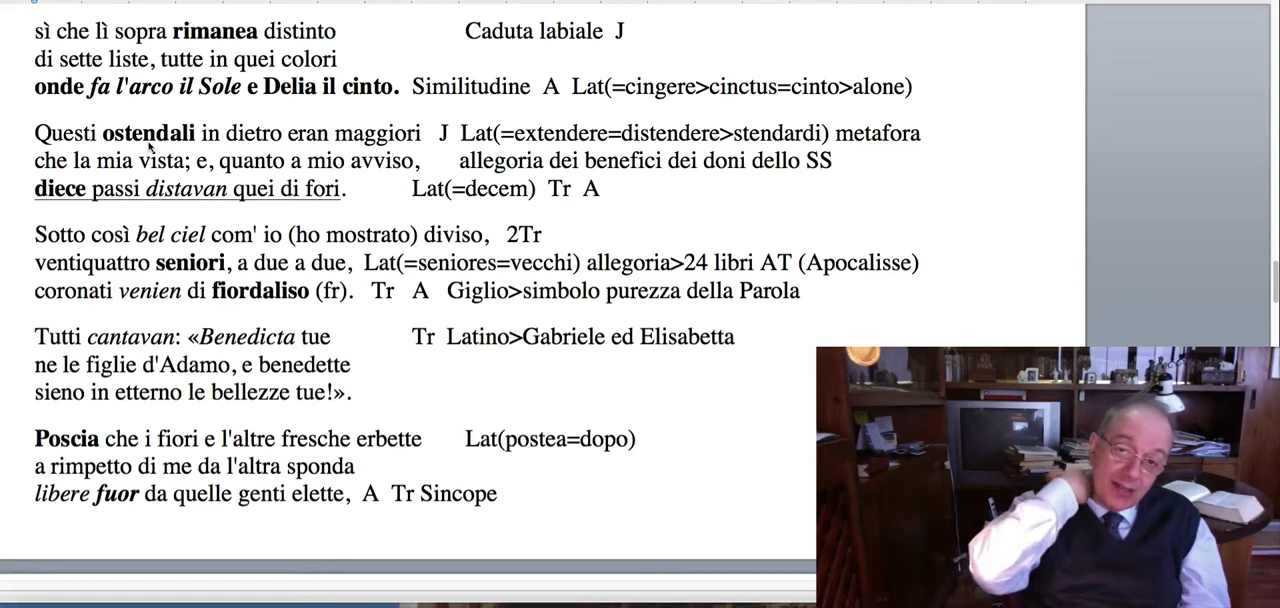 sì che lì sopra rimanea distinto Caduta labiale J
di sette liste, tutte in quei colori
onde fa l'arco il Sole e Delia il cinto. Similitudine A Lat(=cingere>cinctus=cinto>alone)
Questi ostendali in dietro eran maggiori J Lat(=extendere=distendere>stendardi) metafora
che la mia vista; e, quanto a mio avviso, allegoria dei benefici dei doni dello SS
diece passi distavan quei di fori. Lat(=decem) Tr A
Sotto così bel ciel com' io (ho mostrato) diviso, 2Tr
ventiquattro seniori, a due a due, Lat(=seniores=vecchi) allegoria>24 libri AT (Apocalisse)
coronati venien di fiordaliso (fr). Tr A Giglio>simbolo purezza della Parola
Tutti cantavan: «Benedicta tue Tr Latino>Gabriele ed Elisabetta
ne le figlie d'Adamo, e benedette
sieno in etterno le bellezze tue!».
Poscia che i fiori e l'altre fresche erbette Lat(postea=dopo)
a rimpetto di me da l'altra sponda
libere fuor da quelle genti elette, A Tr Sincope